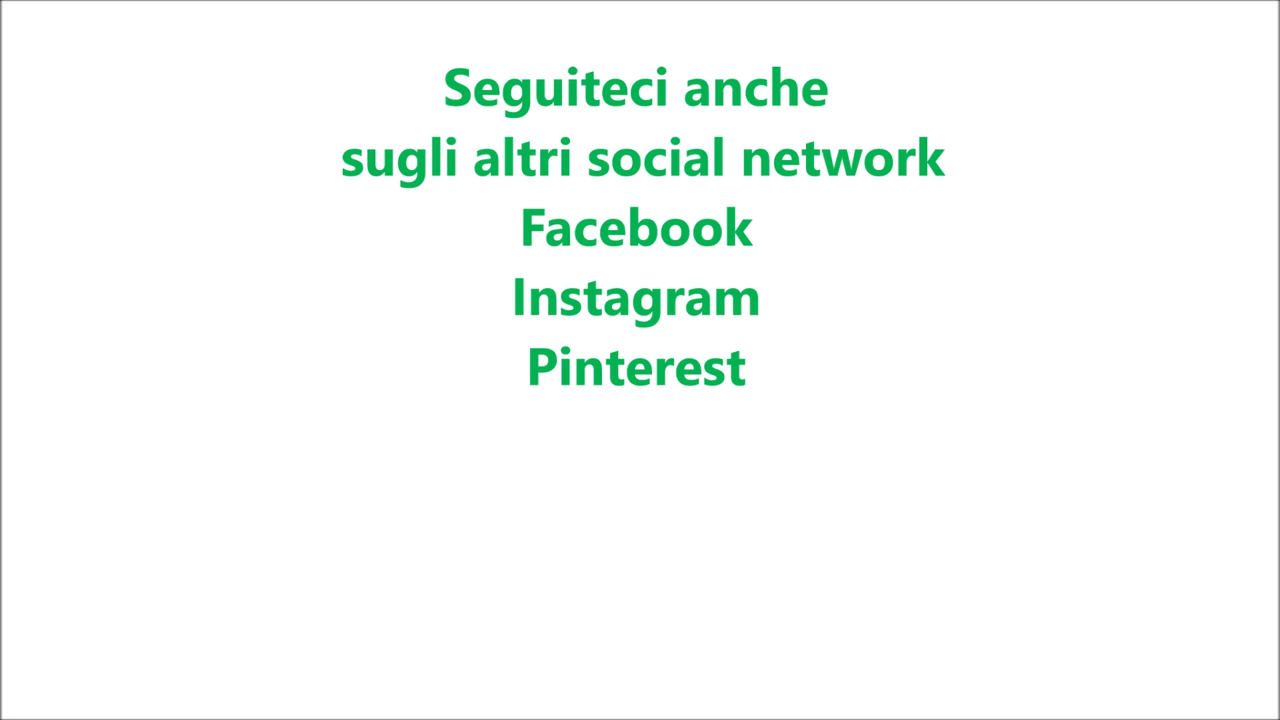 Seguiteci anche
sugli altri social network
Facebook
Instagram
Pinterest